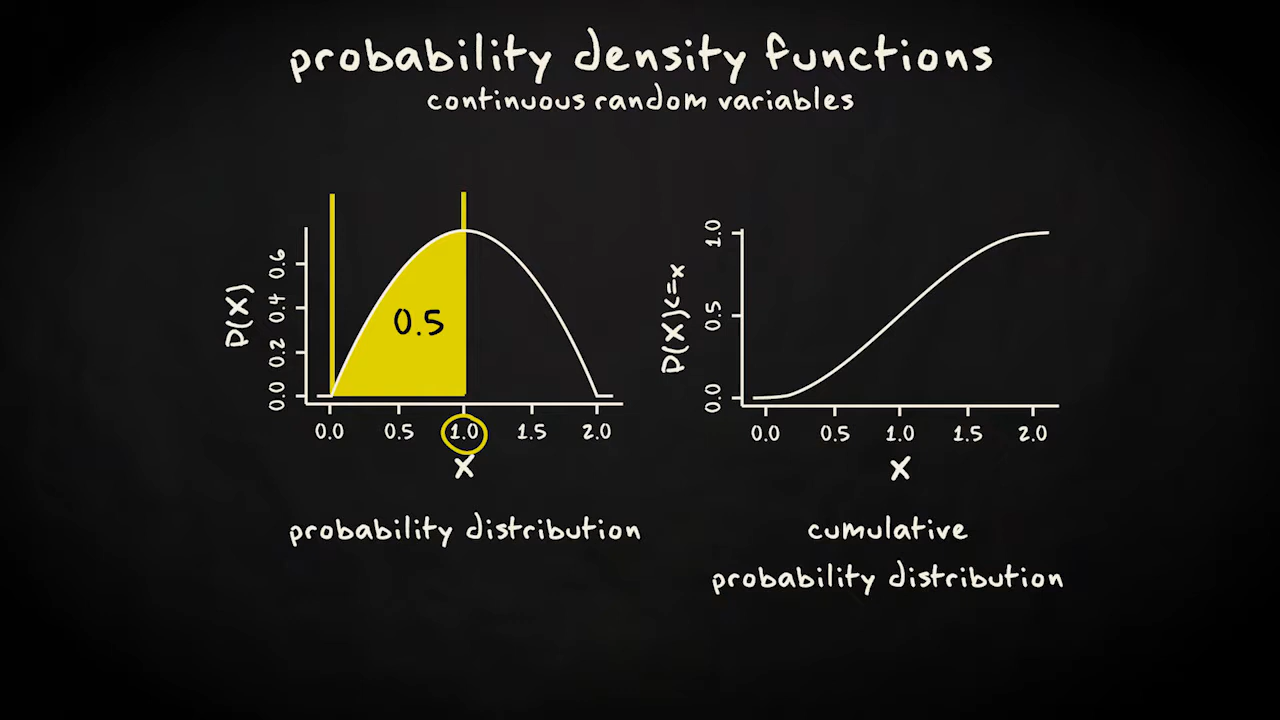 probability density functions
continuous random variables
P(X)
0.0 0.2 0.4 0.6
0.5
0.0 0.5 1.0 1.5 2.0
X
probability distribution
P(X)<=x
0.0 0.5 1.0
0.0 0.5 1.0 1.5 2.0
X
cumulative
probability distribution